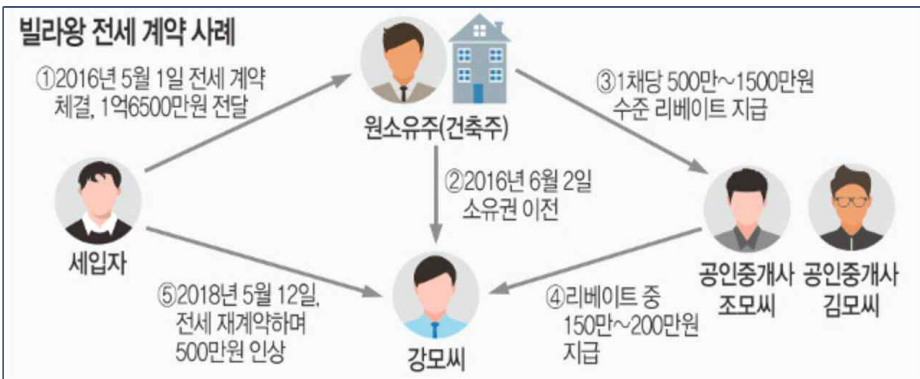 빌라왕 전세 계약 사례
①2016년 5월 1일 전세 계약
체결, 1억6500만원 전달
원소유주(건축주)
③1채당 500만~1500만원
수준 리베이트 지급
②2016년 6월 2일
소유권 이전
세입자
⑤2018년 5월 12일,
전세 재계약하며
500만원 인상
강모씨
④리베이트 중
150만~200만원
지급
공인중개사
조모씨
공인중개사
김모씨